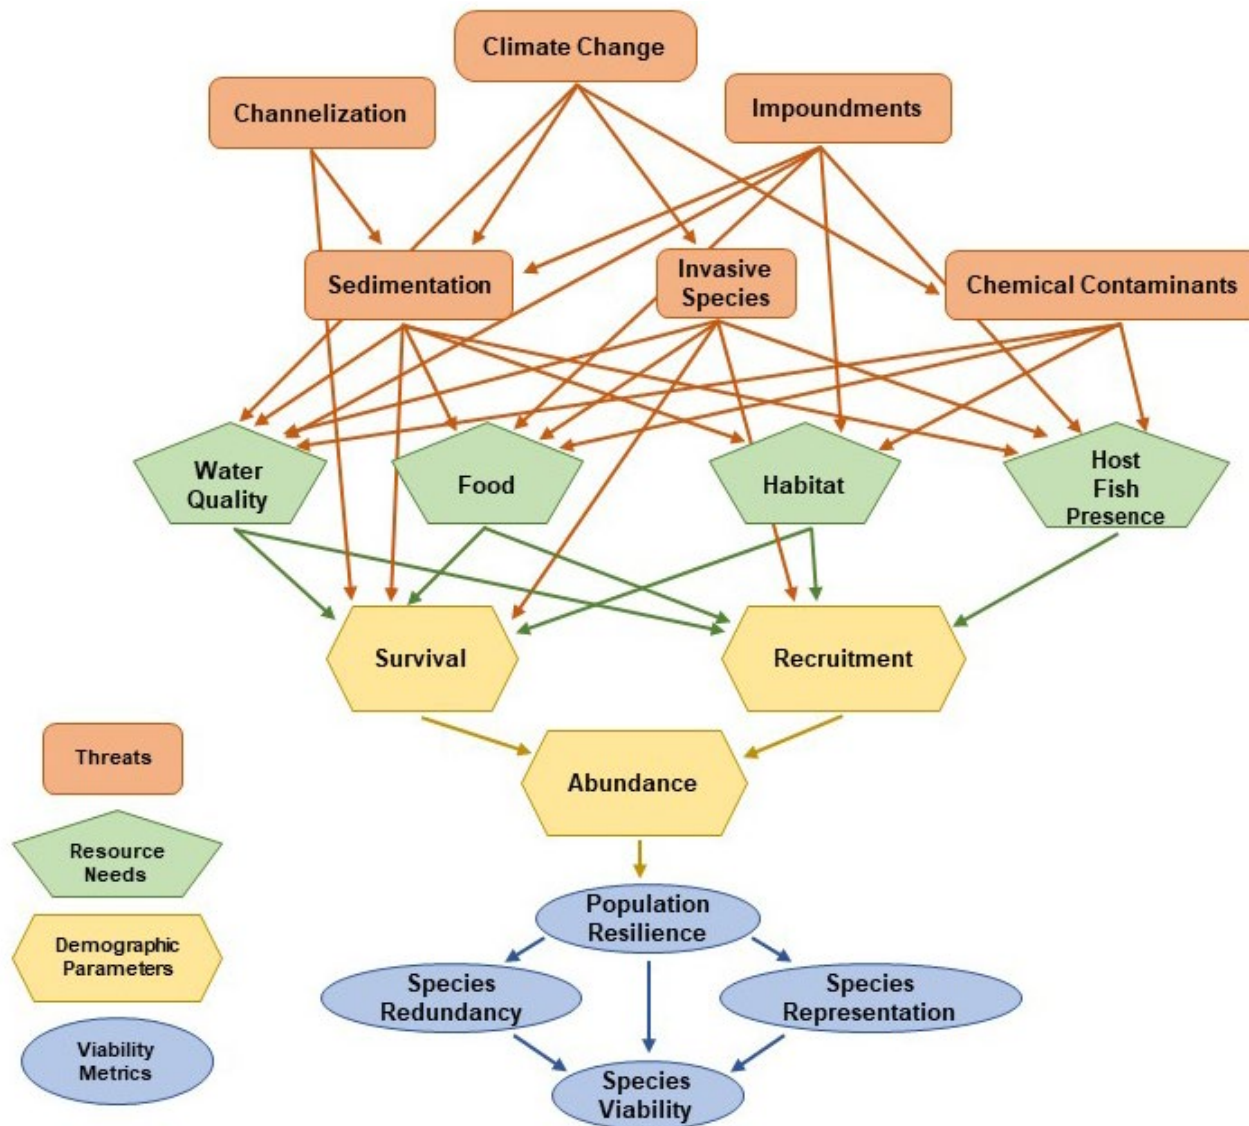 Climate Change
Channelization
Impoundments
Sedimentation
Invasive
Species
Chemical Contaminants
Water
Quality
Food
Habitat
Host
Fish
Presence
Survival
Recruitment
Abundance
Population
Resilience
Species
Redundancy
Species
Representation
Species
Viability
Threats
Resource
Needs
Demographic
Parameters
Viability
Metrics